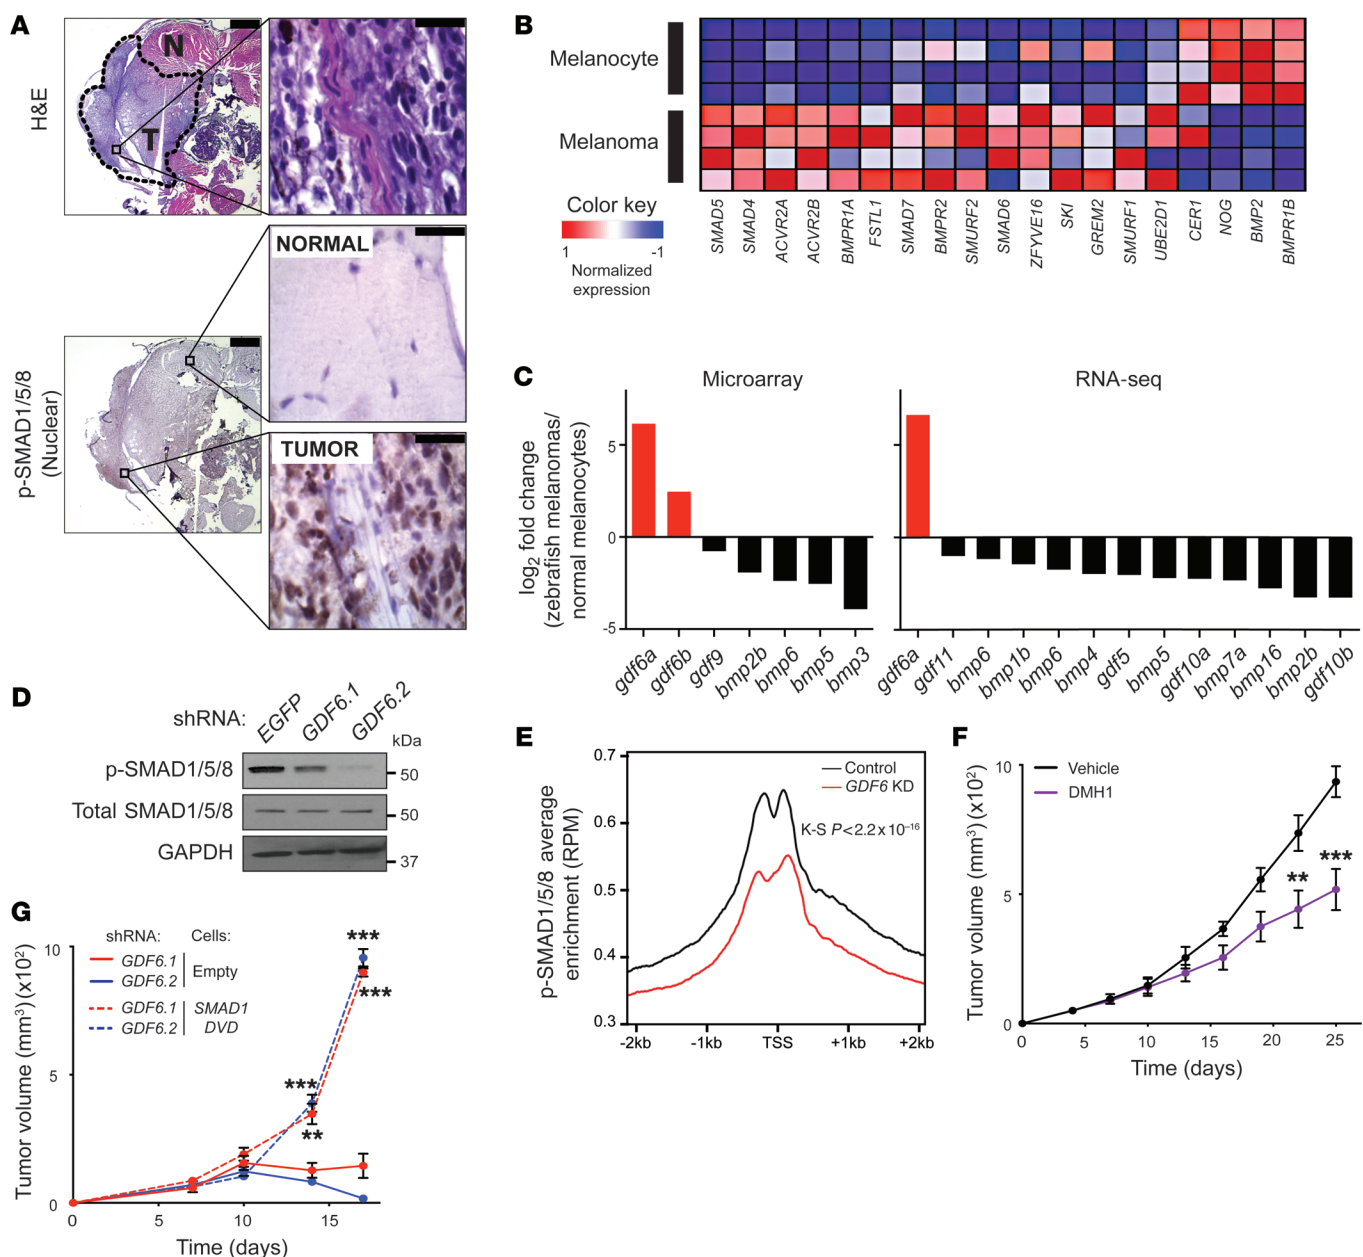 A
H&E
N
T
p-SMAD1/5/8
(Nuclear)
NORMAL
TUMOR
B
Melanocyte
Melanoma
Color key
1
-1
Normalized
expression
SMAD5
SMAD4
ACVR2A
ACVR2B
BMPR1A
FSTL1
SMAD7
BMPR2
SMURF2
SMAD6
ZFYVE16
SKI
GREM2
SMURF1
UBE2D1
CER1
NOG
BMP2
BMPR1B
C
Microarray
RNA-seq
log2 fold change
(zebrafish melanomas/
normal melanocytes)
5
0
-5
gdf6a
gdf6b
gdf9
bmp2b
bmp6
bmp5
bmp3
gdf6a
gdf11
bmp6
bmp1b
bmp6
bmp4
gdf5
bmp5
gdf10a
bmp7a
bmp16
bmp2b
gdf10b
D
shRNA:
EGFP
GDF6.1
GDF6.2
kDa
p-SMAD1/5/8
50
Total SMAD1/5/8
50
GAPDH
37
E
p-SMAD1/5/8 average
enrichment (RPM)
0.7
0.6
0.5
0.4
0.3
Control
GDF6 KD
K-S P<2.2x10–16
-2kb
-1kb
TSS
+1kb
+2kb
F
Tumor volume (mm3) (x102)
10
5
0
Vehicle
DMH1
**
***
0
5
10
15
20
25
Time (days)
G
shRNA:
Cells:
GDF6.1
GDF6.2
Empty
GDF6.1
GDF6.2
SMAD1
DVD
Tumor volume (mm3) (x102)
10
5
0
***
***
***
**
0
5
10
15
Time (days)